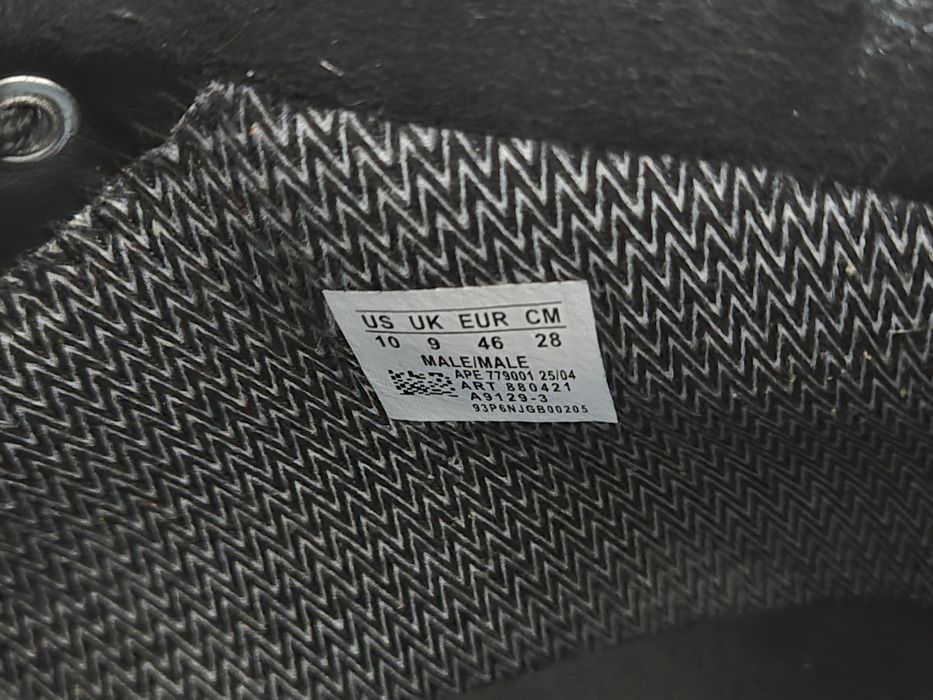 US UK EUR CM
10 9 46 28
MALE/MALE
APE 779001 25/04
ART 880421
A9129-3
93P6NJGB00205